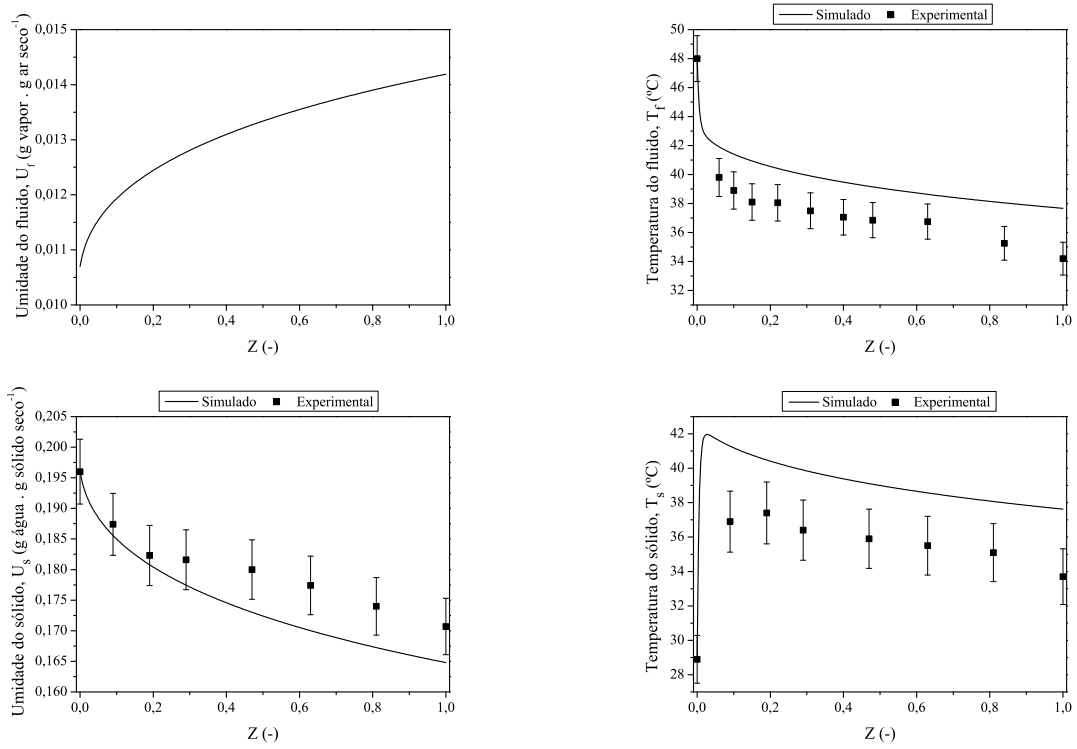 Simulado Experimental
0,015
0,014
0,013
0,012
0,011
0,010
Umidade do fluido, U_f (g vapor . g ar seco⁻¹)
0,0 0,2 0,4 0,6 0,8 1,0
Z (-)
50
48
46
44
42
40
38
36
34
32
Temperatura do fluido, T_f (ºC)
0,0 0,2 0,4 0,6 0,8 1,0
Z (-)
Simulado Experimental
0,205
0,200
0,195
0,190
0,185
0,180
0,175
0,170
0,165
0,160
Umidade do sólido, U_s (g água . g sólido seco⁻¹)
0,0 0,2 0,4 0,6 0,8 1,0
Z (-)
Simulado Experimental
42
40
38
36
34
32
30
28
Temperatura do sólido, T_s (ºC)
0,0 0,2 0,4 0,6 0,8 1,0
Z (-)